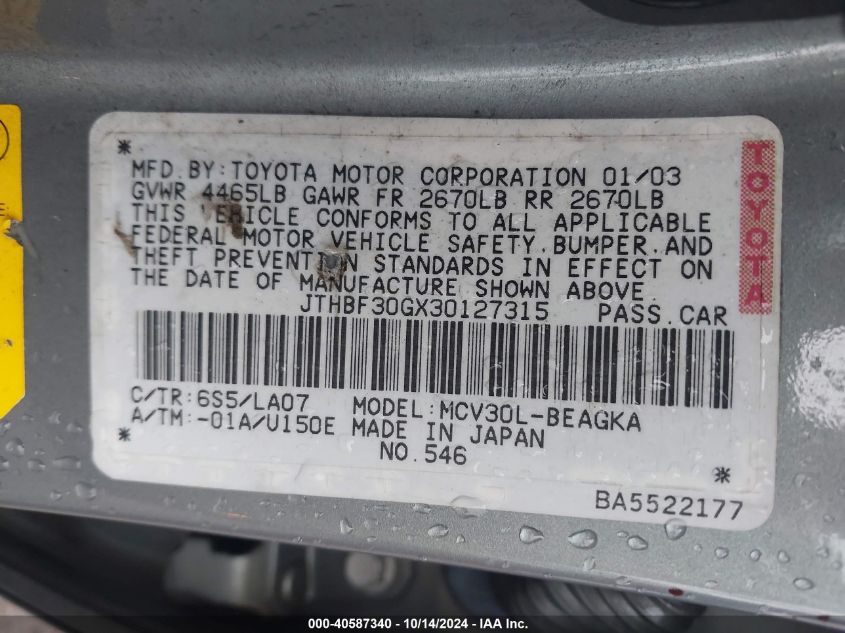 MFD.BY:TOYOTA MOTOR CORPORATION 01/03
GVWR 4465LB GAWR FR 2670LB RR 2670LB
THIS VEHICLE CONFORMS TO ALL APPLICABLE
FEDERAL MOTOR VEHICLE SAFETY,BUMPER,AND
THEFT PREVENTION STANDARDS IN EFFECT ON
THE DATE OF MANUFACTURE SHOWN ABOVE.
JTHBF30GX30127315 PASS.CAR
TOYOTA
C/TR:6S5/LA07 MODEL:MCV30L-BEAGKA
A/TM:-01A/U150E MADE IN JAPAN
NO.546
BA5522177
000-40587340 - 10/14/2024 - IAA Inc.